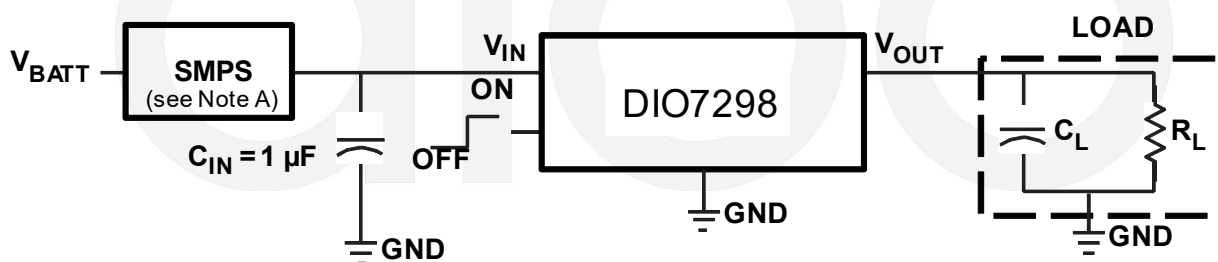 LOAD
V_BATT
SMPS
(see Note A)
V_IN
ON
OFF
C_IN = 1 µF
GND
DIO7298
GND
V_OUT
C_L
R_L
GND